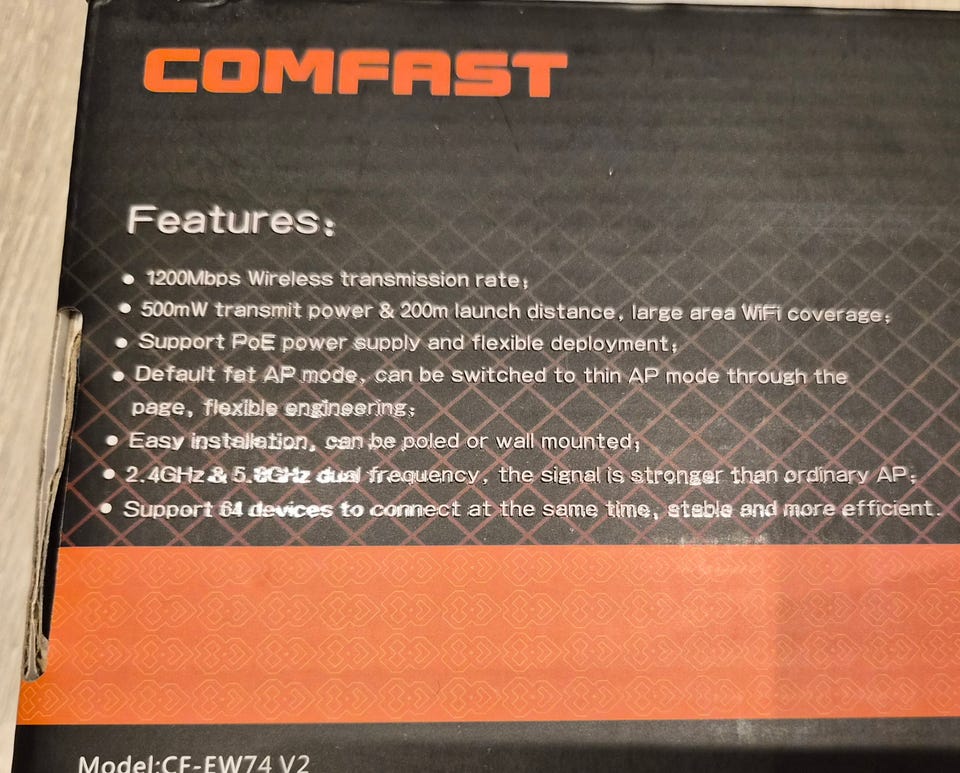 COMFAST
Features:
• 1200Mbps Wireless transmission rate;
• 500mW transmit power & 200m launch distance, large area WiFi coverage;
• Support PoE power supply and flexible deployment;
• Default fat AP mode, can be switched to thin AP mode through the
page, flexible engineering;
• Easy installation, can be poled or wall mounted;
• 2.4GHz & 5.8GHz dual frequency, the signal is stronger than ordinary AP;
• Support 64 devices to connect at the same time, stable and more efficient.
Model:CF-EW74 V2